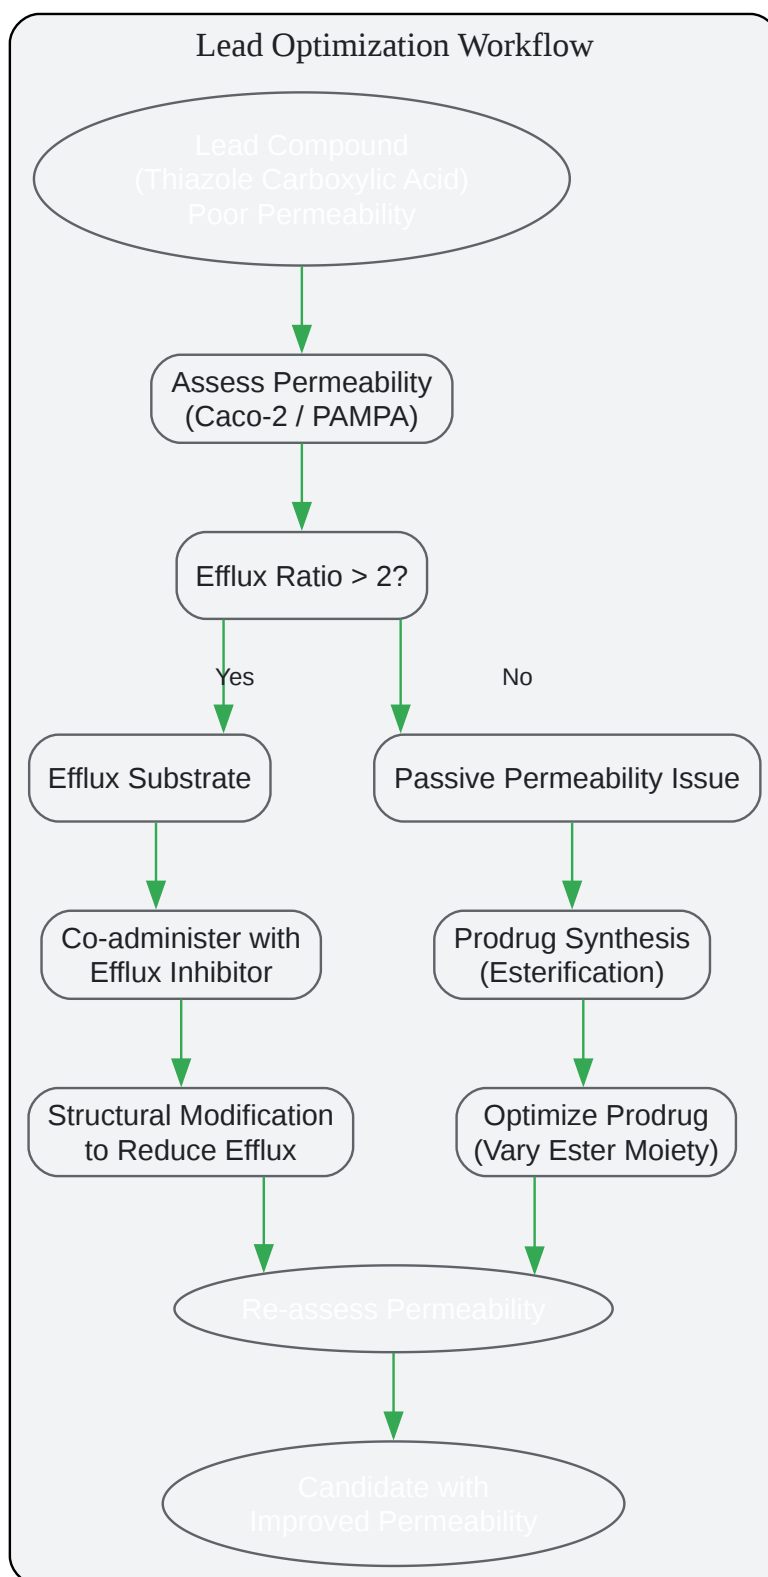 Lead Optimization Workflow
Lead Compound
(Thiazole Carboxylic Acid)
Poor Permeability
Assess Permeability
(Caco-2 / PAMPA)
Efflux Ratio > 2?
Yes
No
Efflux Substrate
Passive Permeability Issue
Co-administer with
Efflux Inhibitor
Prodrug Synthesis
(Esterification)
Structural Modification
to Reduce Efflux
Optimize Prodrug
(Vary Ester Moiety)
Re-assess Permeability
Candidate with
Improved Permeability